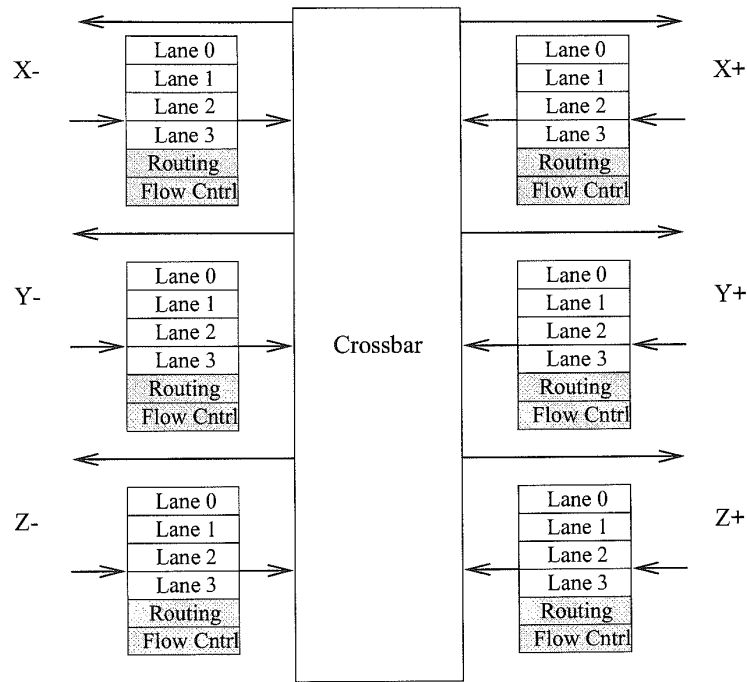 X-
Lane 0
Lane 1
Lane 2
Lane 3
Routing
Flow Cntrl
X+
Lane 0
Lane 1
Lane 2
Lane 3
Routing
Flow Cntrl
Y-
Lane 0
Lane 1
Lane 2
Lane 3
Routing
Flow Cntrl
Crossbar
Y+
Lane 0
Lane 1
Lane 2
Lane 3
Routing
Flow Cntrl
Z-
Lane 0
Lane 1
Lane 2
Lane 3
Routing
Flow Cntrl
Z+
Lane 0
Lane 1
Lane 2
Lane 3
Routing
Flow Cntrl